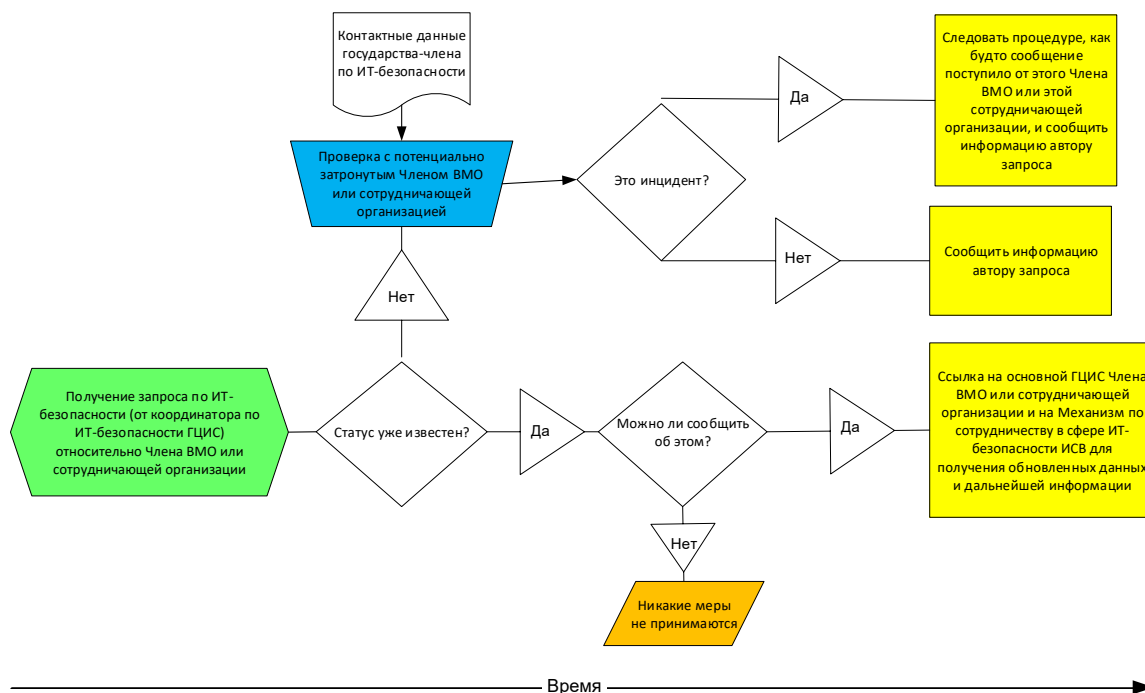 Контактные данные
государства-члена
по ИТ-безопасности
Следовать процедуре, как
будто сообщение
поступило от этого Члена
ВМО или этой
сотрудничающей
организации, и сообщить
информацию автору
запроса
Да
Проверка с потенциально
затронутым Членом ВМО
или сотрудничающей
организацией
Это инцидент?
Нет
Сообщить информацию
автору запроса
Нет
Получение запроса по ИТ-
безопасности (от координатора по
ИТ-безопасности ГЦИС)
относительно Члена ВМО или
сотрудничающей организации
Статус уже известен?
Да
Можно ли сообщить
об этом?
Да
Ссылка на основной ГЦИС Члена
ВМО или сотрудничающей
организации и на Механизм по
сотрудничеству в сфере ИТ-
безопасности ИСВ для
получения обновленных данных
и дальнейшей информации
Нет
Никакие меры
не принимаются
Время